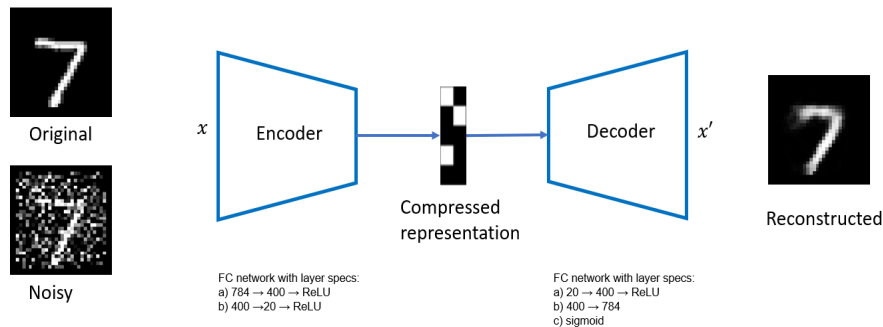 Original
Noisy
x
Encoder
Compressed
representation
Decoder
x′
Reconstructed
FC network with layer specs:
a) 784 → 400 → ReLU
b) 400 →20 → ReLU
FC network with layer specs:
a) 20 → 400 → ReLU
b) 400 → 784
c) sigmoid